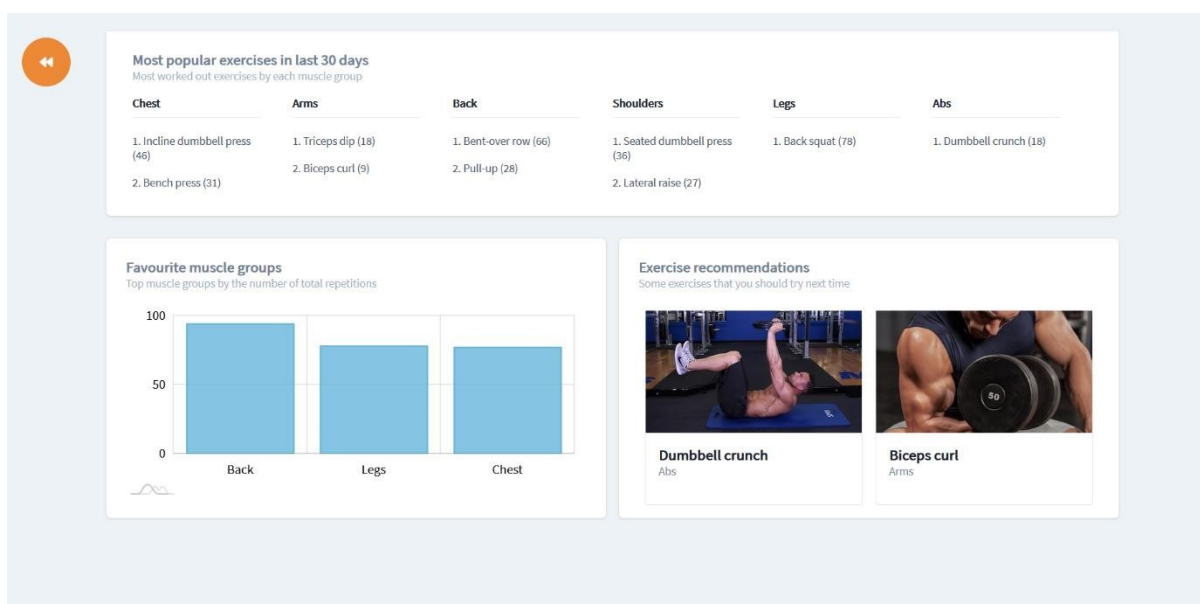 Most popular exercises in last 30 days
Most worked out exercises by each muscle group
Chest
1. Incline dumbbell press
(46)
2. Bench press (31)
Arms
1. Triceps dip (18)
2. Biceps curl (9)
Back
1. Bent-over row (66)
2. Pull-up (28)
Shoulders
1. Seated dumbbell press
(36)
2. Lateral raise (27)
Legs
1. Back squat (78)
Abs
1. Dumbbell crunch (18)
Favourite muscle groups
Top muscle groups by the number of total repetitions
100
50
0
Back
Legs
Chest
Exercise recommendations
Some exercises that you should try next time
Dumbbell crunch
Abs
50
Biceps curl
Arms